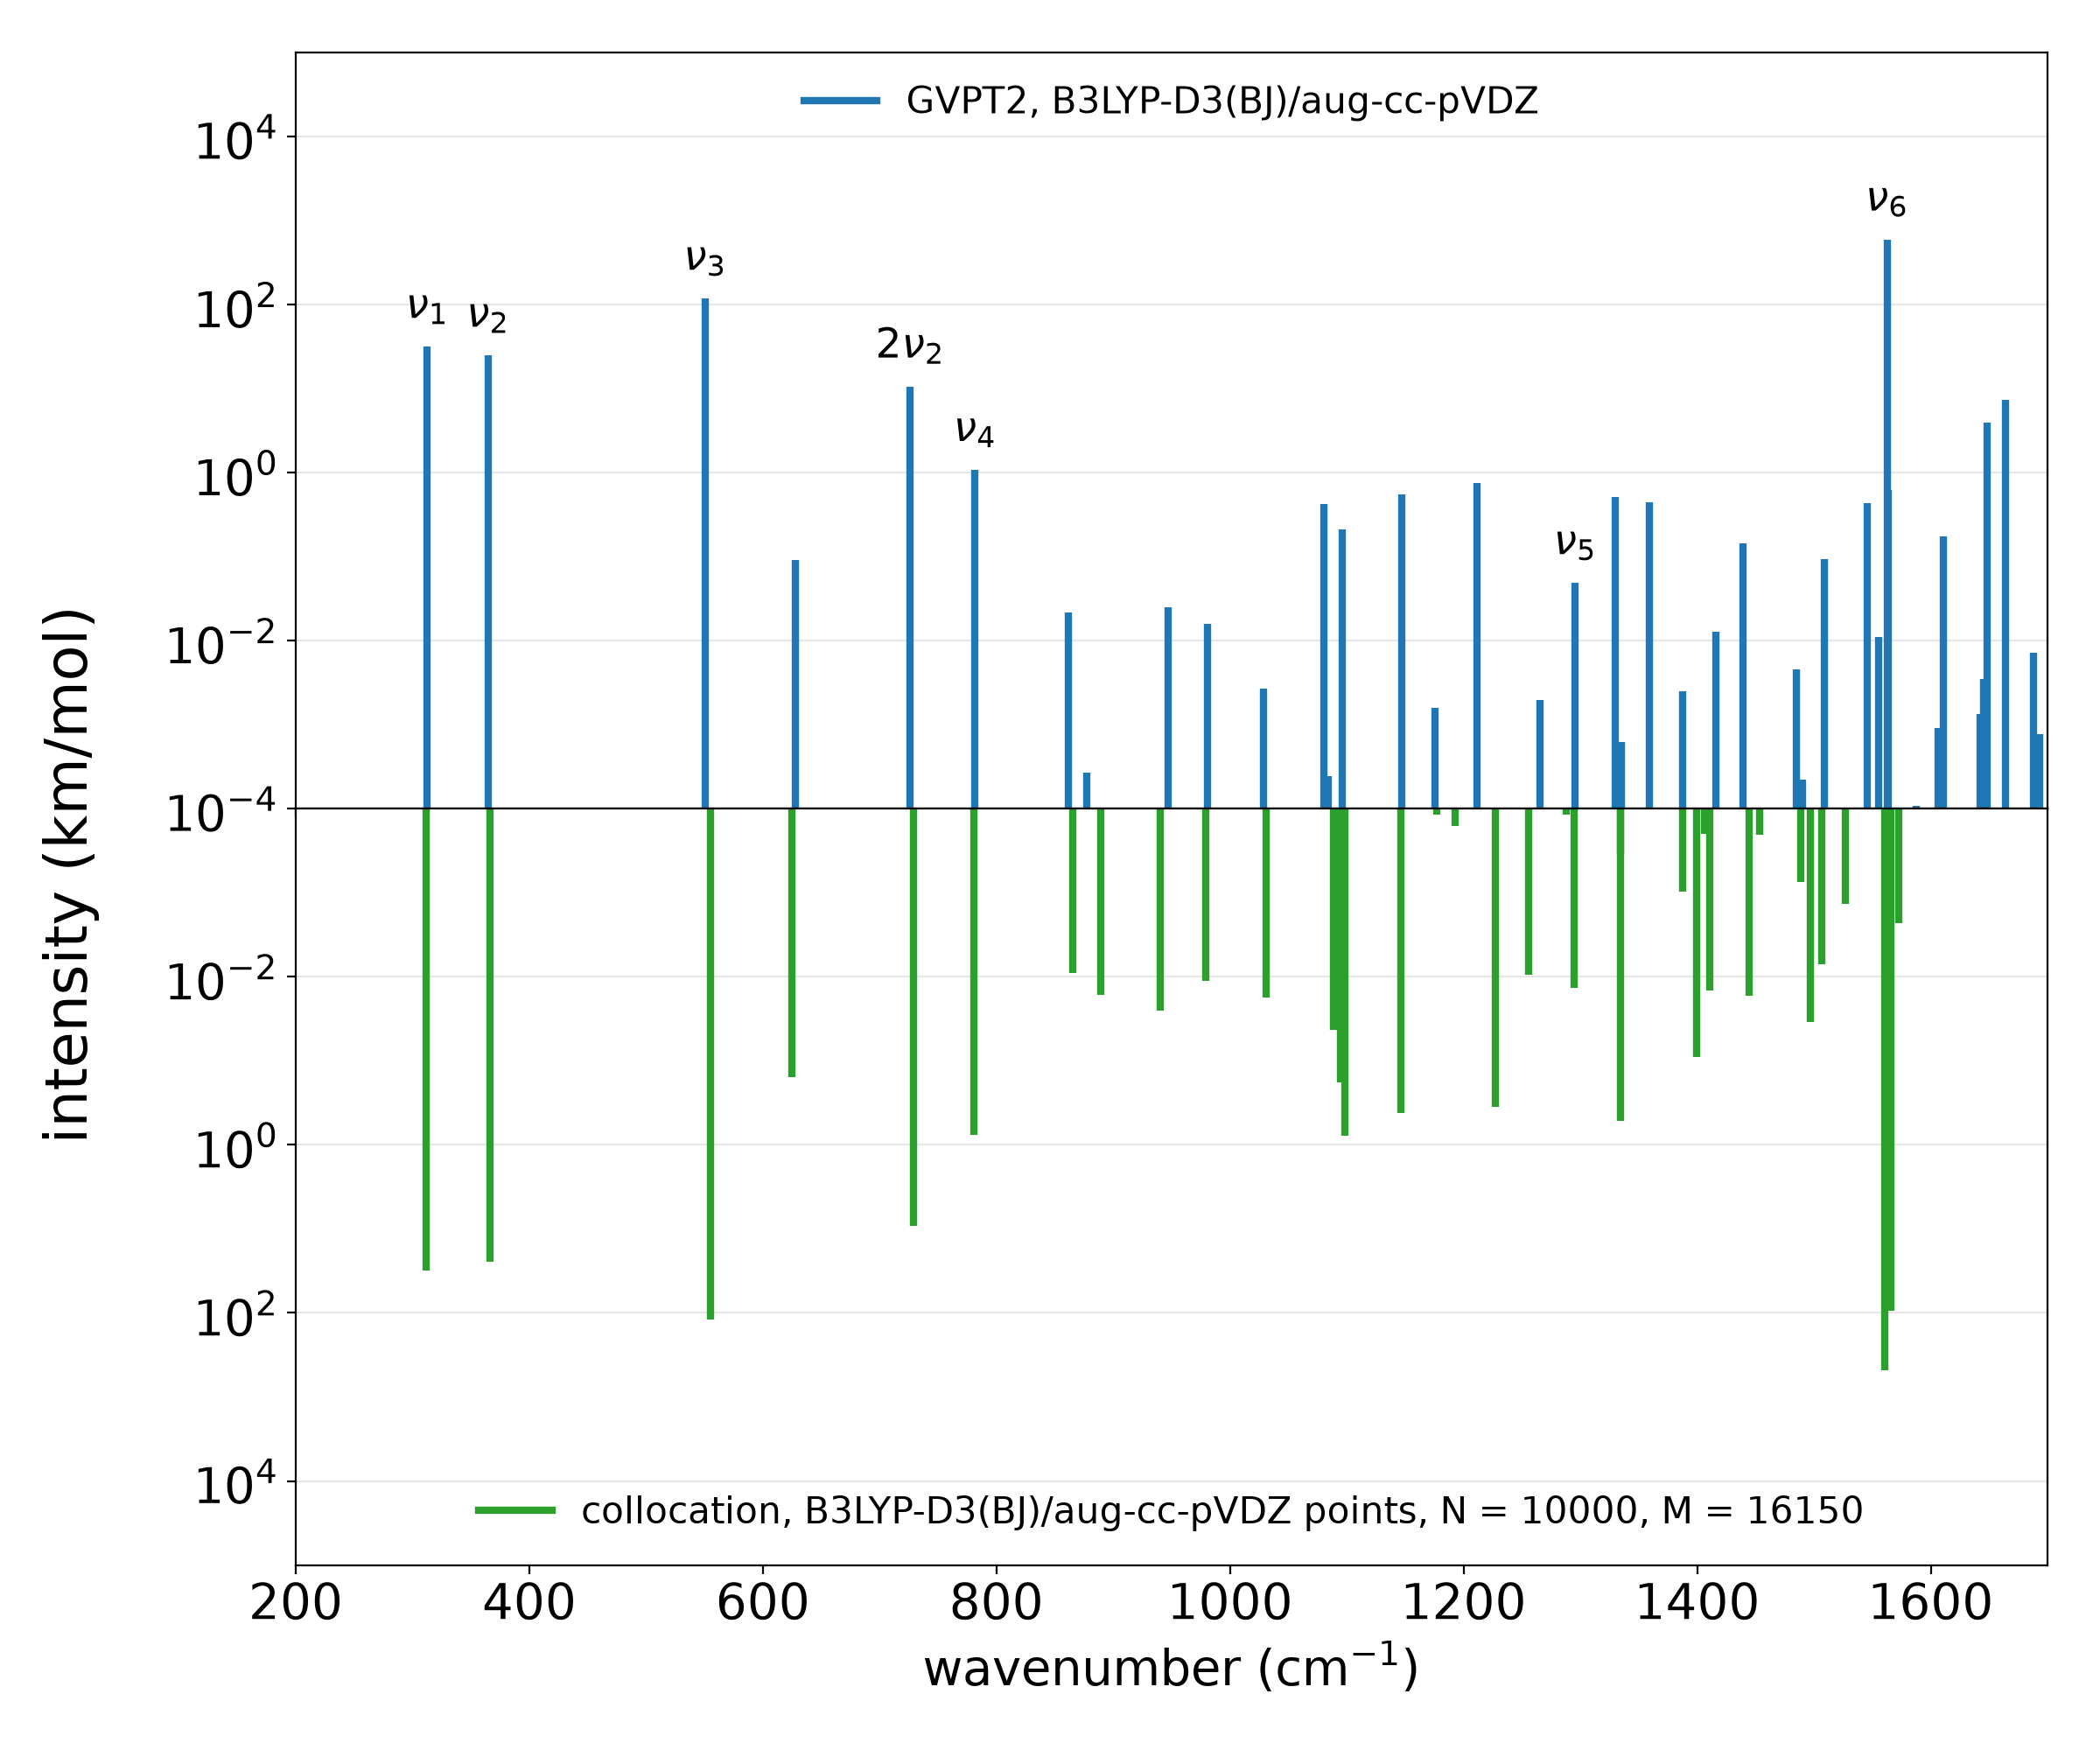 GVPT2, B3LYP-D3(BJ)/aug-cc-pVDZ
10⁴
ν₆
ν₃
ν₁
ν₂
10²
2ν₂
ν₄
10⁰
ν₅
10⁻²
10⁻⁴
intensity (km/mol)
10⁻²
10⁰
10²
10⁴
collocation, B3LYP-D3(BJ)/aug-cc-pVDZ points, N = 10000, M = 16150
200 400 600 800 1000 1200 1400 1600
wavenumber (cm⁻¹)